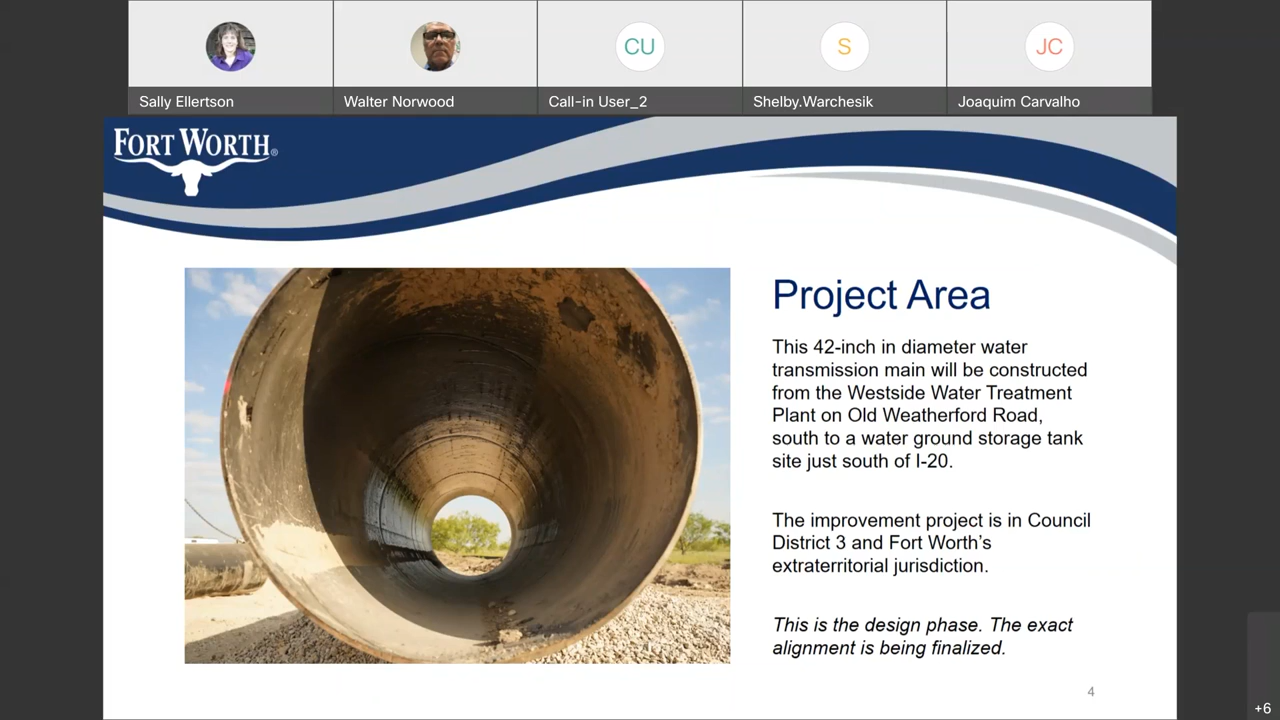 CU
S
JC
Sally Ellertson
Walter Norwood
Call-in User_2
Shelby.Warchesik
Joaquim Carvalho
FORT WORTH®
Project Area
This 42-inch in diameter water
transmission main will be constructed
from the Westside Water Treatment
Plant on Old Weatherford Road,
south to a water ground storage tank
site just south of I-20.
The improvement project is in Council
District 3 and Fort Worth’s
extraterritorial jurisdiction.
This is the design phase. The exact
alignment is being finalized.
4
+6